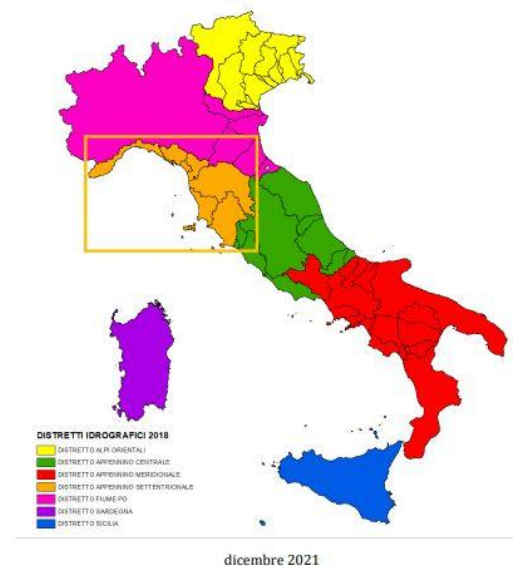 DISTRETTI IDROGRAFICI 2018
DISTRETTO ALPI ORIENTALI
DISTRETTO APPENNINO CENTRALE
DISTRETTO APPENNINO MERIDIONALE
DISTRETTO APPENNINO SETTENTRIONALE
DISTRETTO FIUME PO
DISTRETTO SARDEGNA
DISTRETTO SICILIA
dicembre 2021